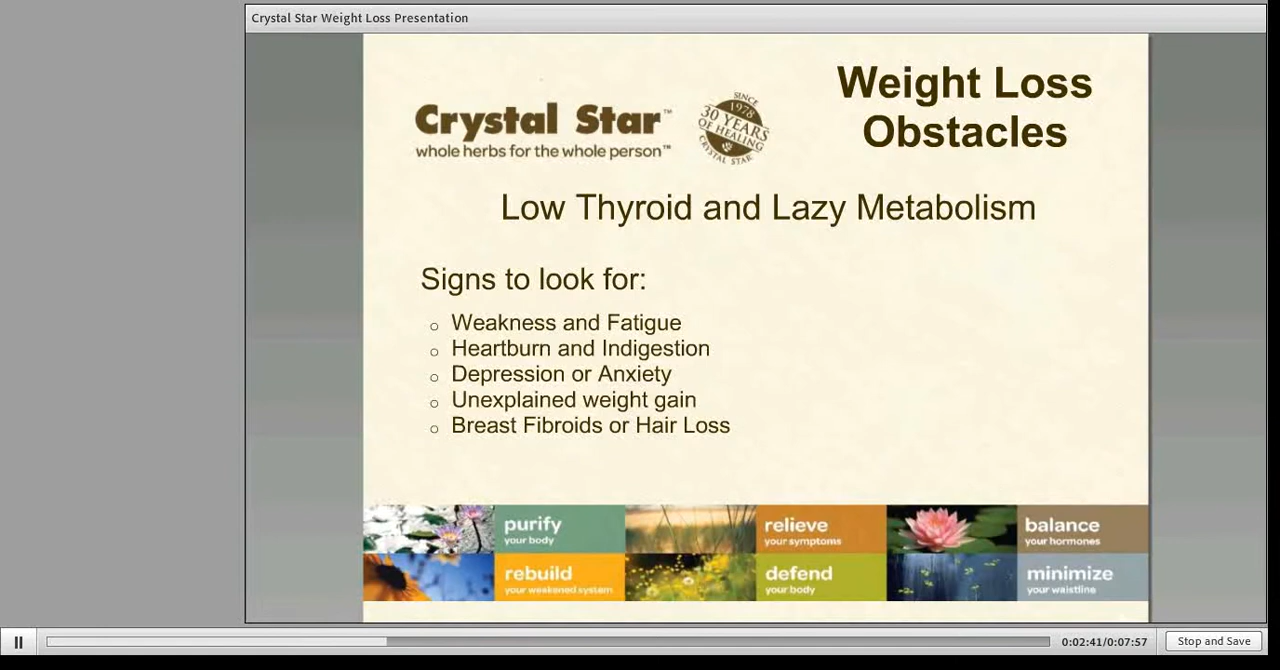 Crystal Star Weight Loss Presentation
Weight Loss
Obstacles
Crystal Star™
whole herbs for the whole person™
SINCE
1978
30 YEARS
OF HEALING
CRYSTAL STAR
Low Thyroid and Lazy Metabolism
Signs to look for:
Weakness and Fatigue
Heartburn and Indigestion
Depression or Anxiety
Unexplained weight gain
Breast Fibroids or Hair Loss
purify
your body
relieve
your symptoms
balance
your hormones
rebuild
your weakened system
defend
your body
minimize
your waistline
0:02:41/0:07:57
Stop and Save